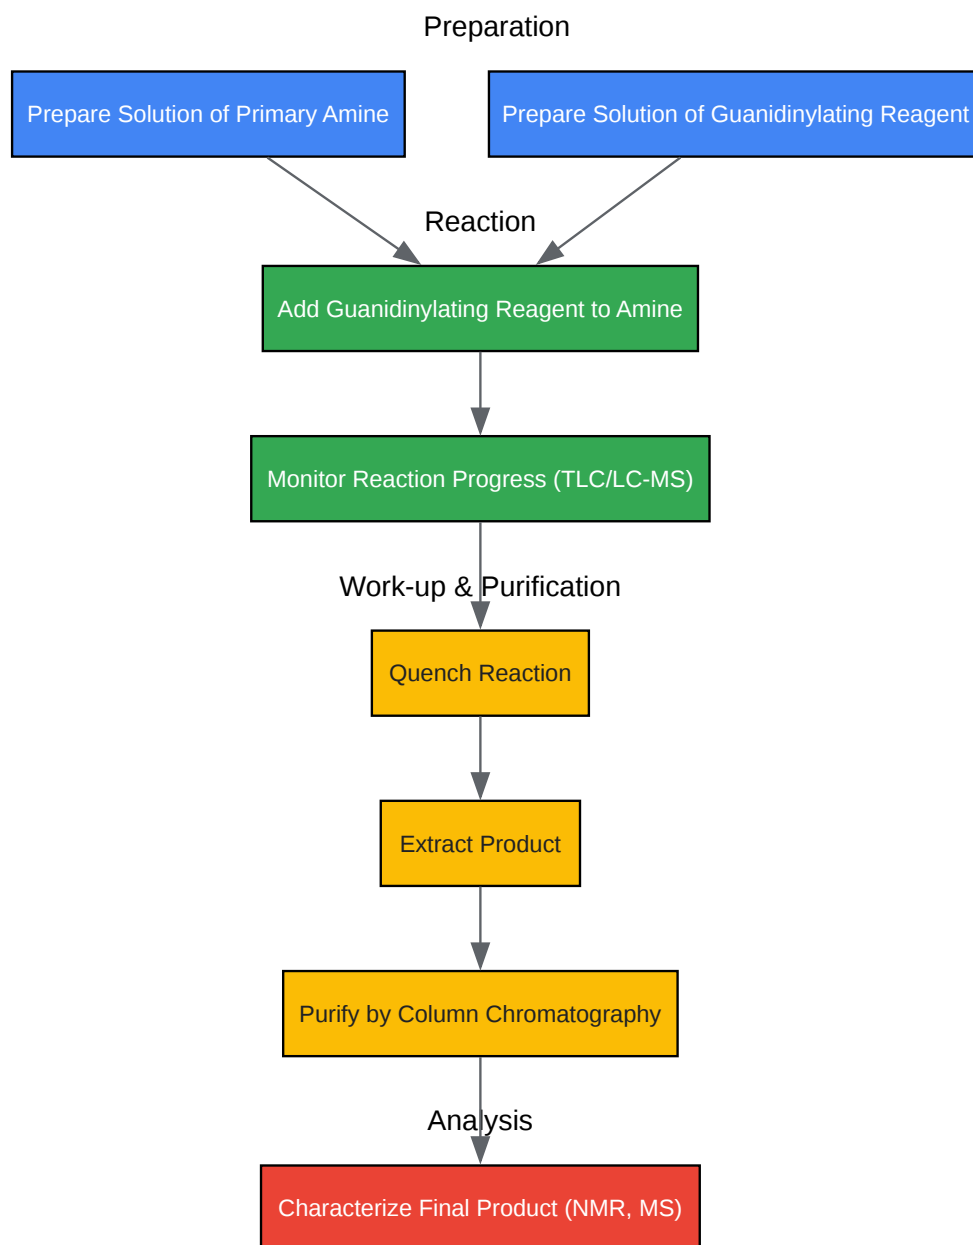 Preparation
Prepare Solution of Primary Amine
Prepare Solution of Guanidinylating Reagent
Reaction
Add Guanidinylating Reagent to Amine
Monitor Reaction Progress (TLC/LC-MS)
Work-up & Purification
Quench Reaction
Extract Product
Purify by Column Chromatography
Analysis
Characterize Final Product (NMR, MS)